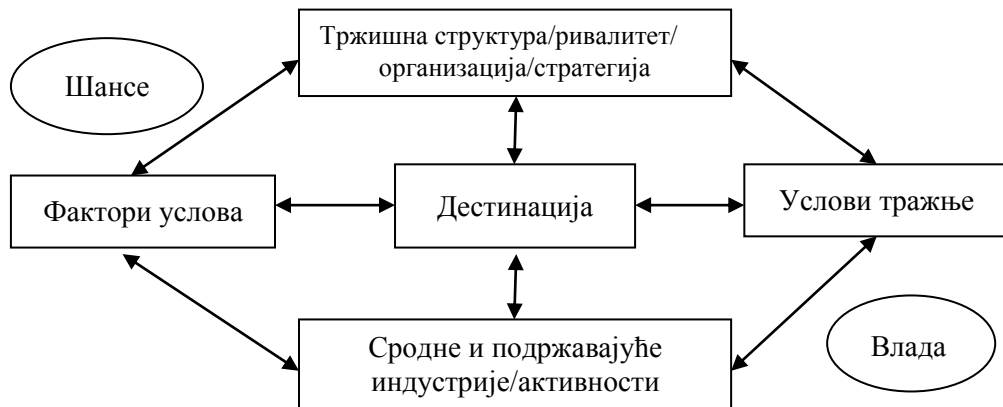 Тржишна структура/ривалитет/
организација/стратегија
Шансе
Фактори услова
Дестинација
Услови тражње
Сродне и подржавајуће
индустрије/активности
Влада